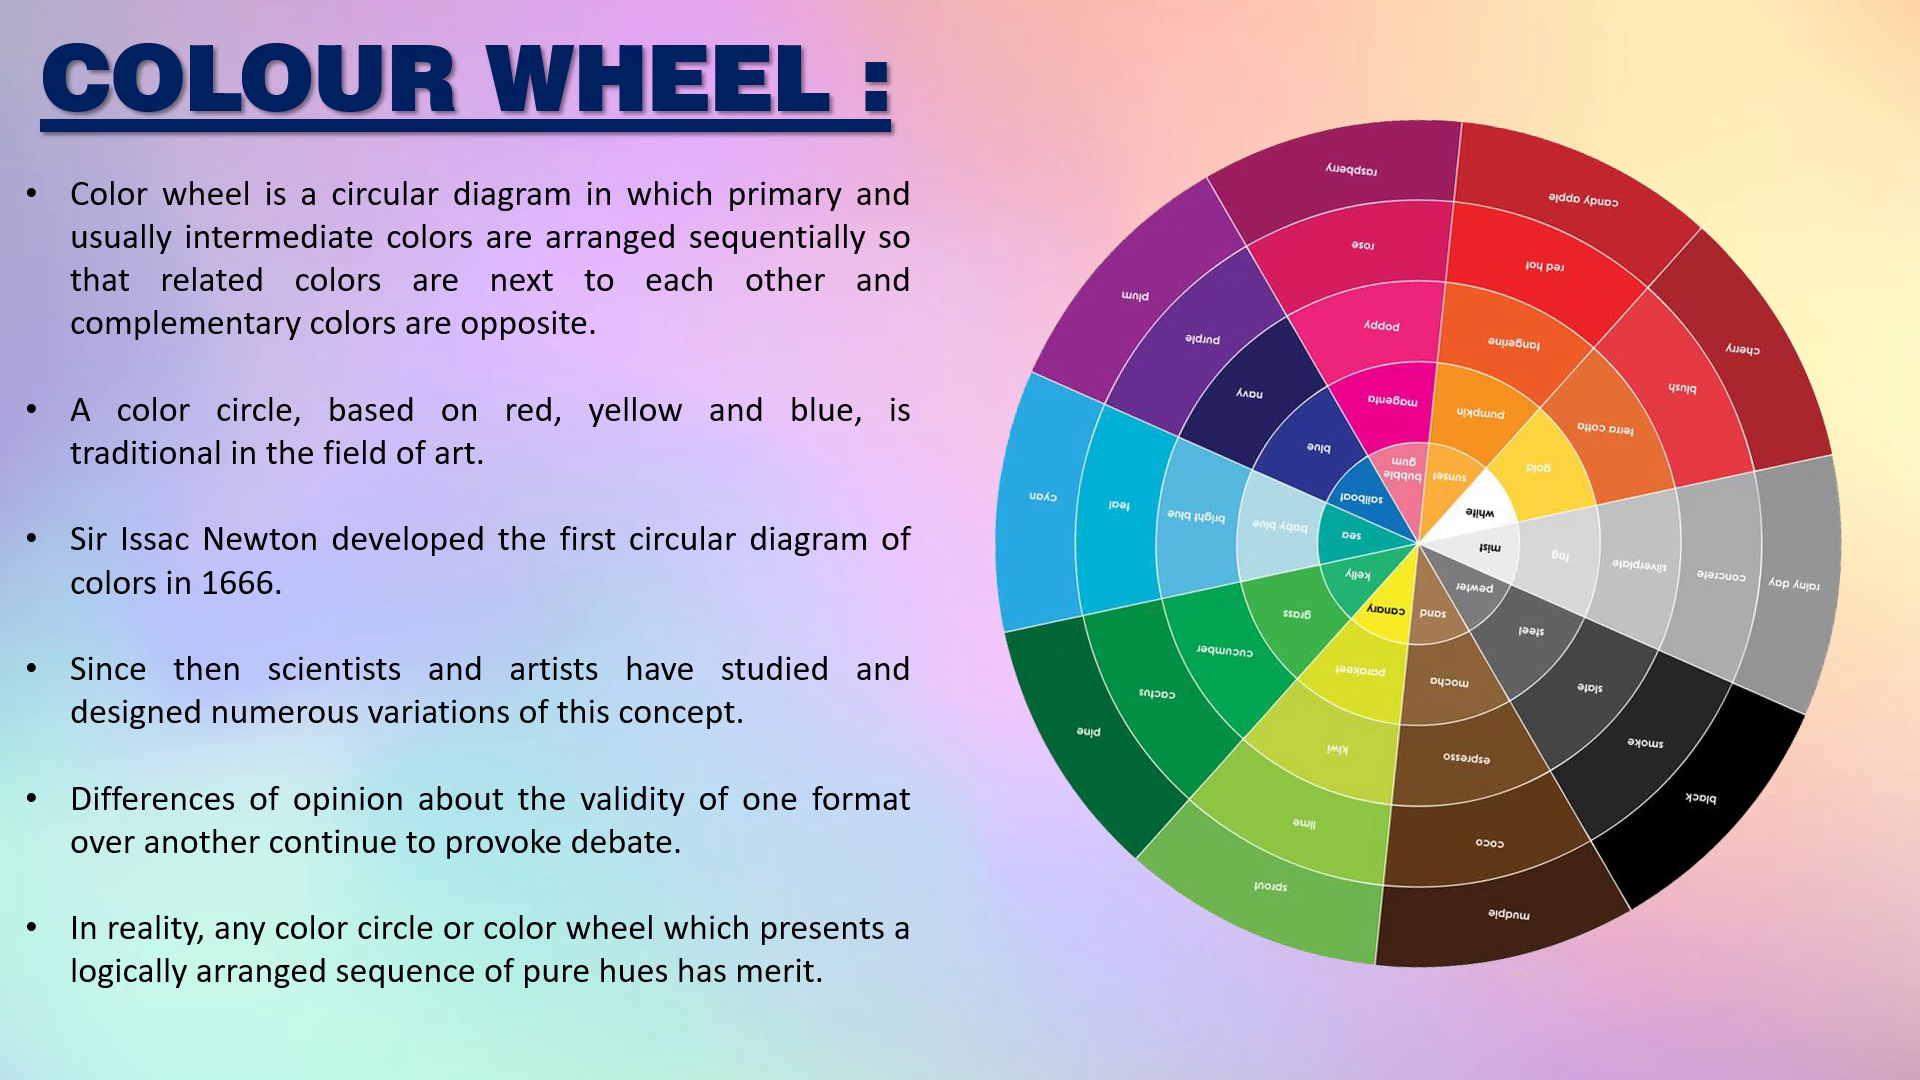 COLOUR WHEEL :
• Color wheel is a circular diagram in which primary and
usually intermediate colors are arranged sequentially so
that related colors are next to each other and
complementary colors are opposite.
• A color circle, based on red, yellow and blue, is
traditional in the field of art.
• Sir Issac Newton developed the first circular diagram of
colors in 1666.
• Since then scientists and artists have studied and
designed numerous variations of this concept.
• Differences of opinion about the validity of one format
over another continue to provoke debate.
• In reality, any color circle or color wheel which presents a
logically arranged sequence of pure hues has merit.
raspberry
rose
poppy
magenta
bubble
gum
candy apple
red hot
tangerine
pumpkin
sunset
cherry
blush
terra cotta
gold
white
rainy day
concrete
silverplate
fog
mist
black
smoke
slate
steel
pewter
mudpie
coco
espresso
mocha
sand
sprout
lime
kiwi
parakeet
canary
pine
cactus
cucumber
grass
kelly
cyan
teal
bright blue
baby blue
sea
plum
purple
navy
blue
sailboat